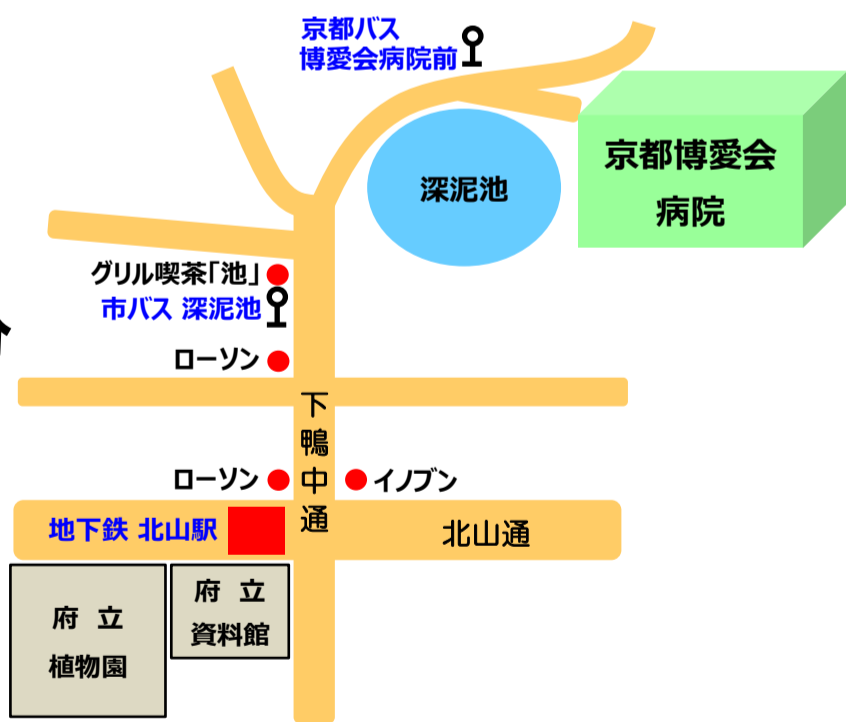 京都バス
博愛会病院前
京都博愛会
病院
深泥池
グリル喫茶「池」
市バス 深泥池
ローソン
下鴨中通
ローソン
イノブン
地下鉄 北山駅
北山通
府 立
植物園
府 立
資料館